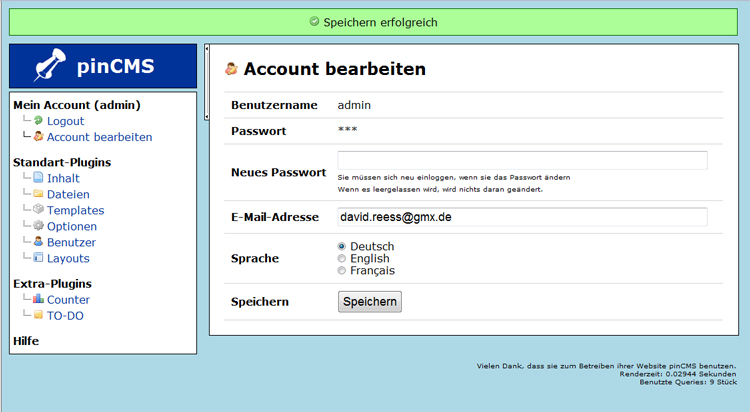 Speichern erfolgreich
pinCMS
Mein Account (admin)
Logout
Account bearbeiten
Standart-Plugins
Inhalt
Dateien
Templates
Optionen
Benutzer
Layouts
Extra-Plugins
Counter
TO-DO
Hilfe
Account bearbeiten
Benutzername admin
Passwort ***
Neues Passwort
Sie müssen sich neu einloggen, wenn sie das Passwort ändern
Wenn es leergelassen wird, wird nichts daran geändert.
E-Mail-Adresse david.reess@gmx.de
Sprache
Deutsch
English
Français
Speichern Speichern
Vielen Dank, dass sie zum Betreiben ihrer Website pinCMS benutzen.
Renderzeit: 0.02944 Sekunden
Benutzte Queries: 9 Stück